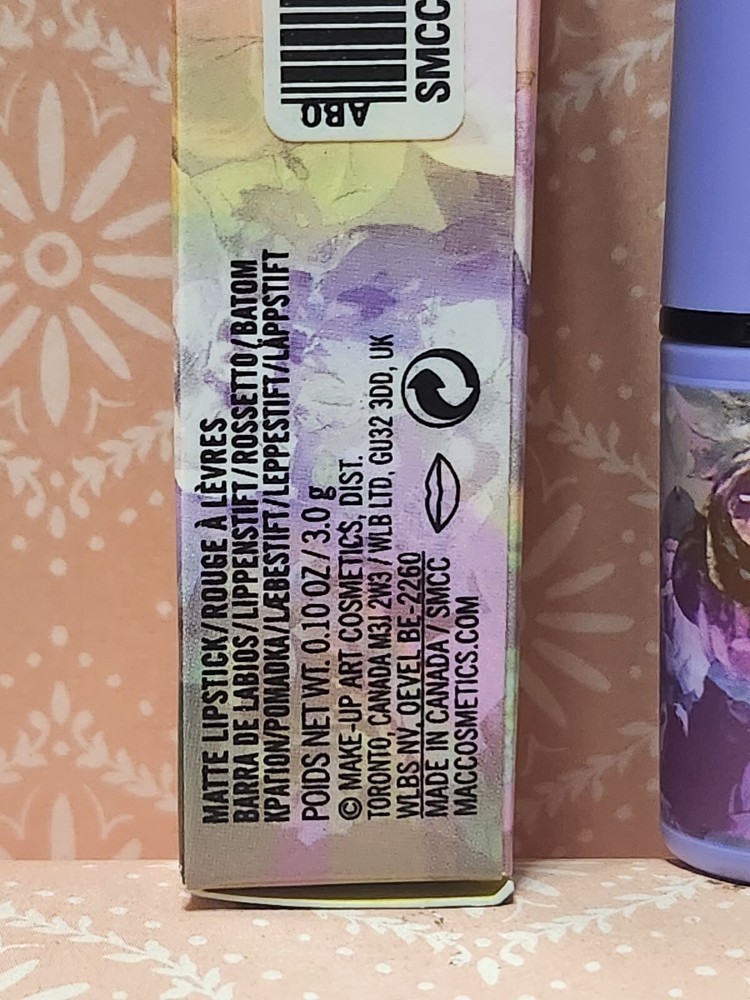 SMCC
ABQ
MATTE LIPSTICK/ROUGE À LÈVRES
BARRA DE LABIOS/LIPPENSTIFT/ROSSETTO/BATOM
ΚΡΑΓΙΟΝ/POMADKA/LÆBESTIFT/LEPPESTIFT/LÄPPSTIFT
POIDS NET WT. 0.10 OZ / 3.0 g
© MAKE-UP ART COSMETICS, DIST.
TORONTO, CANADA M3J 2W3 / WLB LTD, GU32 3DD, UK
WLBS NV. OEVEL BE-2260
MADE IN CANADA / SMCC
MACCOSMETICS.COM